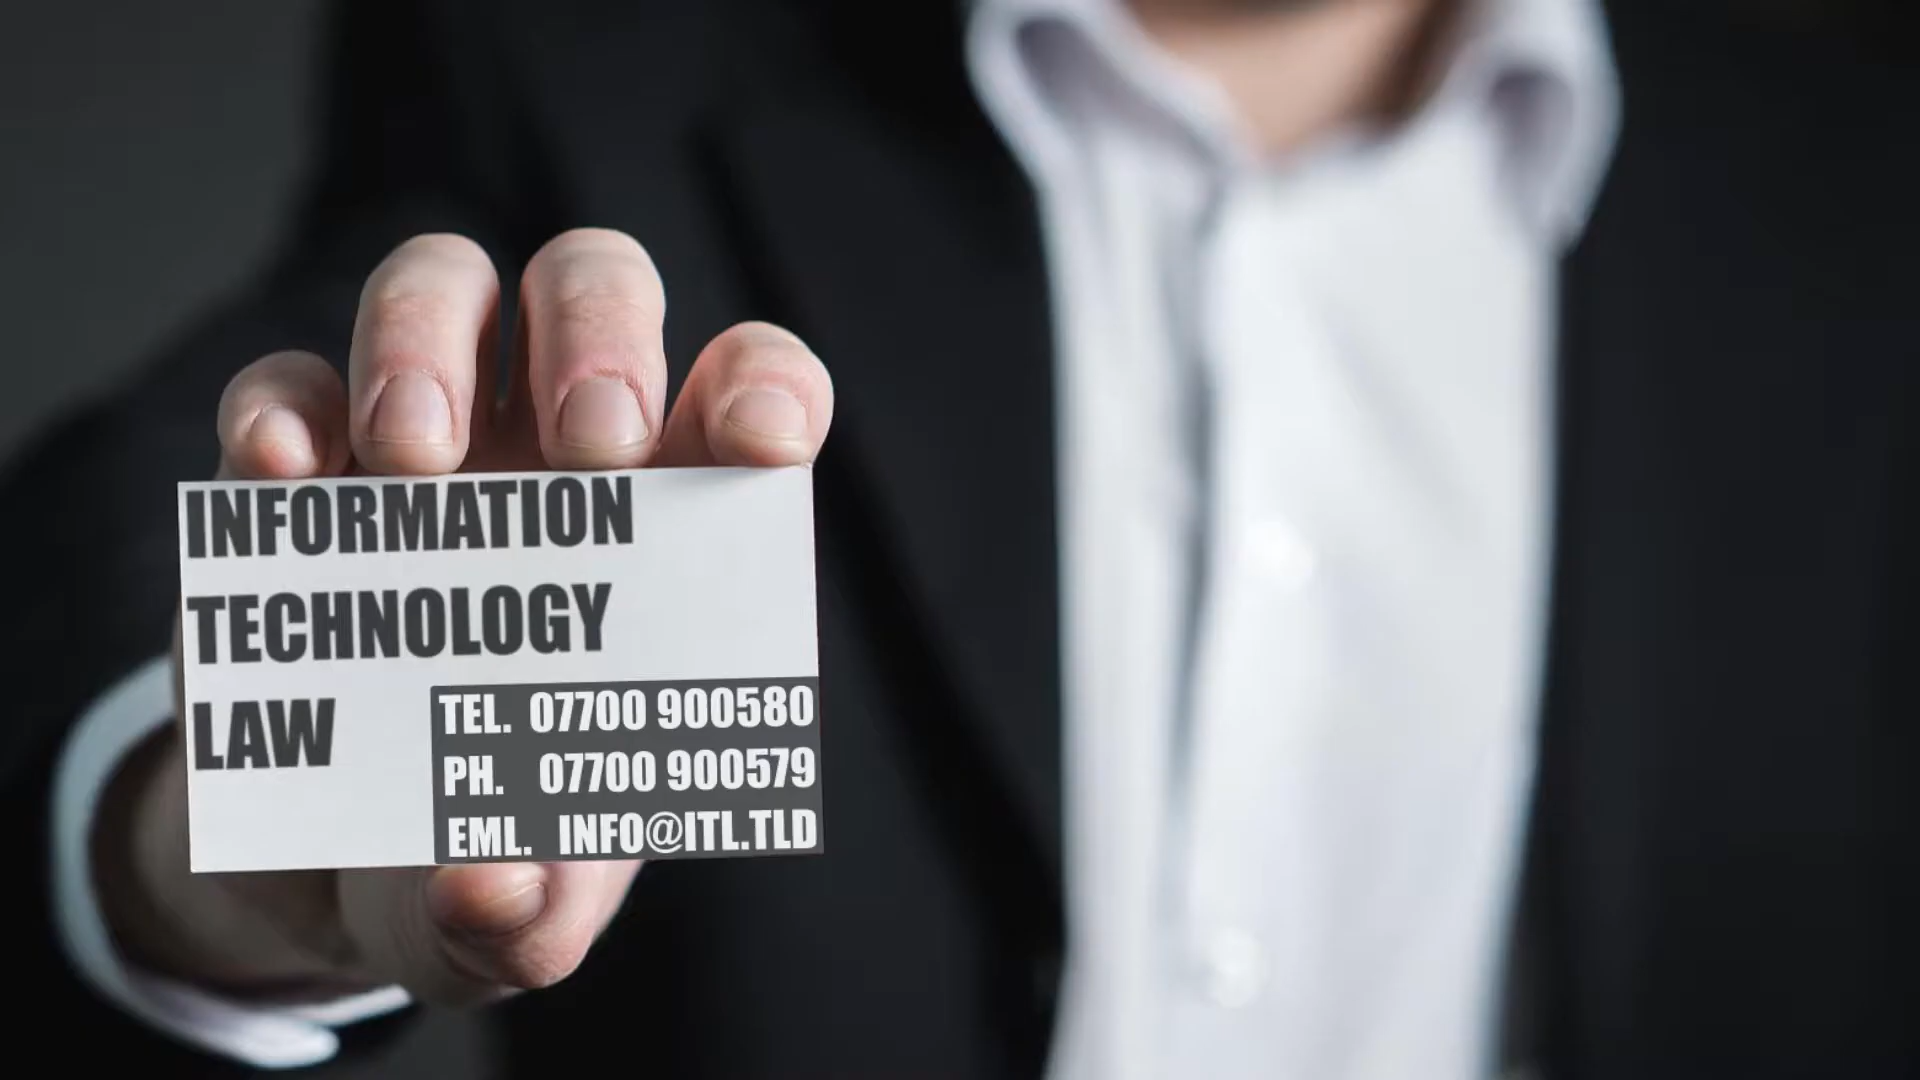 INFORMATION
TECHNOLOGY
LAW
TEL. 07700 900580
PH. 07700 900579
EML. INFO@ITL.TLD